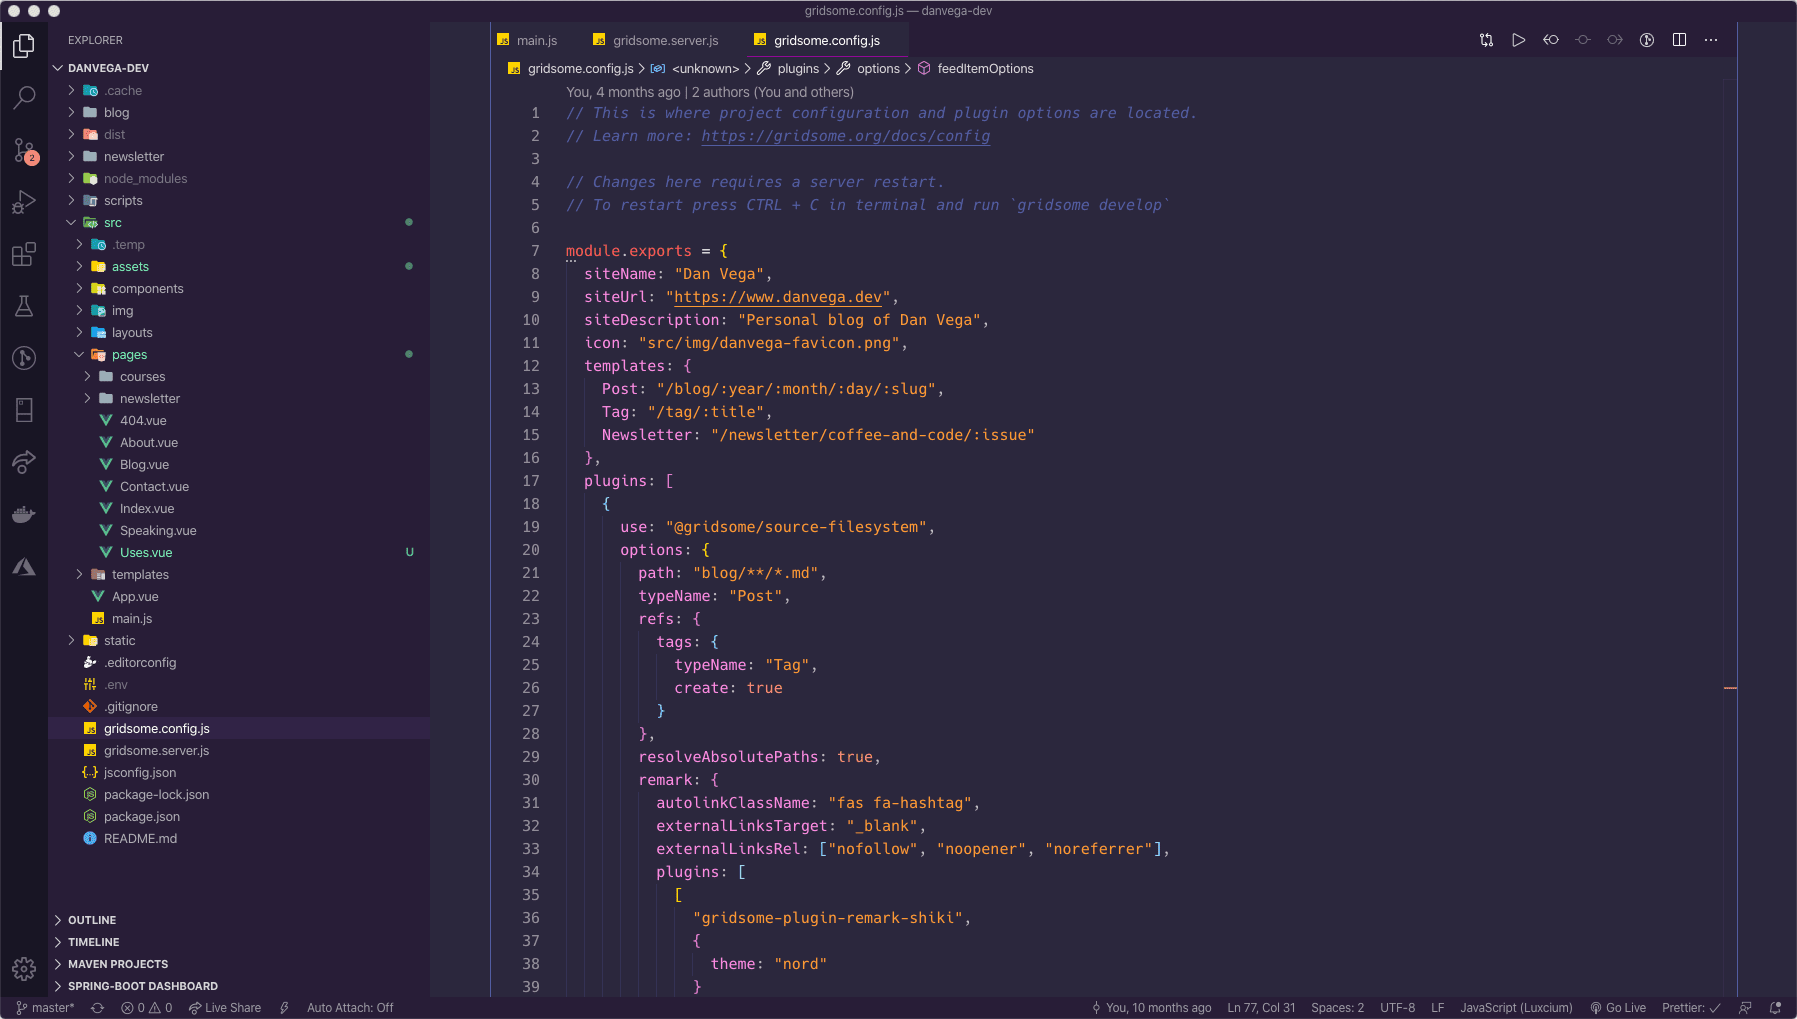 gridsome.config.js — danvega-dev
EXPLORER
DANVEGA-DEV
.cache
blog
dist
newsletter
node_modules
scripts
src
.temp
assets
components
img
layouts
pages
courses
newsletter
404.vue
About.vue
Blog.vue
Contact.vue
Index.vue
Speaking.vue
Uses.vue U
templates
App.vue
main.js
static
.editorconfig
.env
.gitignore
gridsome.config.js
gridsome.server.js
jsconfig.json
package-lock.json
package.json
README.md
OUTLINE
TIMELINE
MAVEN PROJECTS
SPRING-BOOT DASHBOARD
2
main.js gridsome.server.js gridsome.config.js
gridsome.config.js > <unknown> > plugins > options > feedItemOptions
You, 4 months ago | 2 authors (You and others)
1 // This is where project configuration and plugin options are located.
2 // Learn more: https://gridsome.org/docs/config
3
4 // Changes here requires a server restart.
5 // To restart press CTRL + C in terminal and run `gridsome develop`
6
7 module.exports = {
8 siteName: "Dan Vega",
9 siteUrl: "https://www.danvega.dev",
10 siteDescription: "Personal blog of Dan Vega",
11 icon: "src/img/danvega-favicon.png",
12 templates: {
13 Post: "/blog/:year/:month/:day/:slug",
14 Tag: "/tag/:title",
15 Newsletter: "/newsletter/coffee-and-code/:issue"
16 },
17 plugins: [
18 {
19 use: "@gridsome/source-filesystem",
20 options: {
21 path: "blog/**/*.md",
22 typeName: "Post",
23 refs: {
24 tags: {
25 typeName: "Tag",
26 create: true
27 }
28 },
29 resolveAbsolutePaths: true,
30 remark: {
31 autolinkClassName: "fas fa-hashtag",
32 externalLinksTarget: "_blank",
33 externalLinksRel: ["nofollow", "noopener", "noreferrer"],
34 plugins: [
35 [
36 "gridsome-plugin-remark-shiki",
37 {
38 theme: "nord"
39 }
master* 0 0 Live Share Auto Attach: Off You, 10 months ago Ln 77, Col 31 Spaces: 2 UTF-8 LF JavaScript (Luxcium) Go Live Prettier: ✓